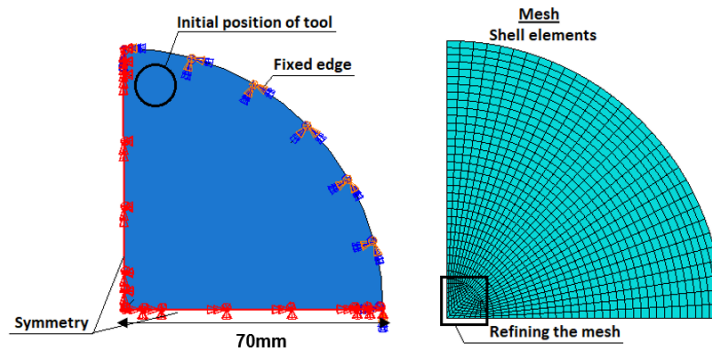 Initial position of tool
Fixed edge
Symmetry
70mm
Mesh
Shell elements
Refining the mesh